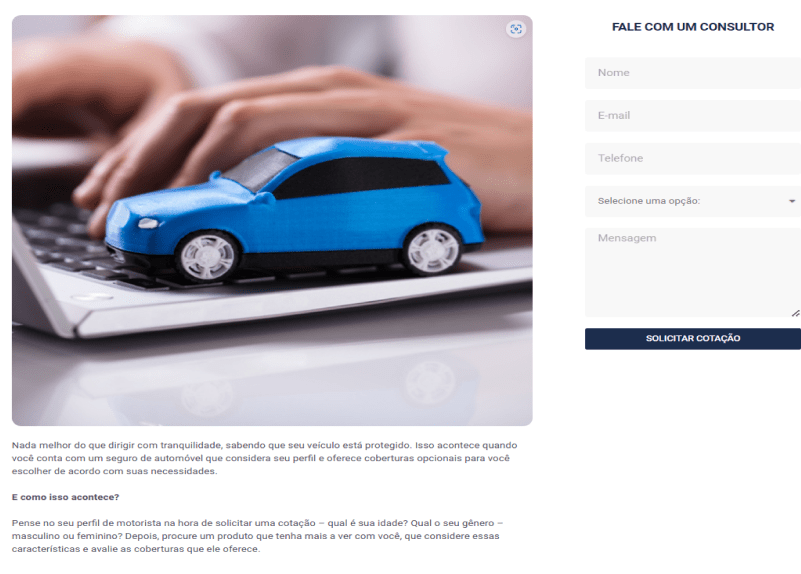 FALE COM UM CONSULTOR
Nome
E-mail
Telefone
Selecione uma opção:
Mensagem
SOLICITAR COTAÇÃO
Nada melhor do que dirigir com tranquilidade, sabendo que seu veículo está protegido. Isso acontece quando
você conta com um seguro de automóvel que considera seu perfil e oferece coberturas opcionais para você
escolher de acordo com suas necessidades.
E como isso acontece?
Pense no seu perfil de motorista na hora de solicitar uma cotação – qual é sua idade? Qual o seu gênero –
masculino ou feminino? Depois, procure um produto que tenha mais a ver com você, que considere essas
características e avalie as coberturas que ele oferece.